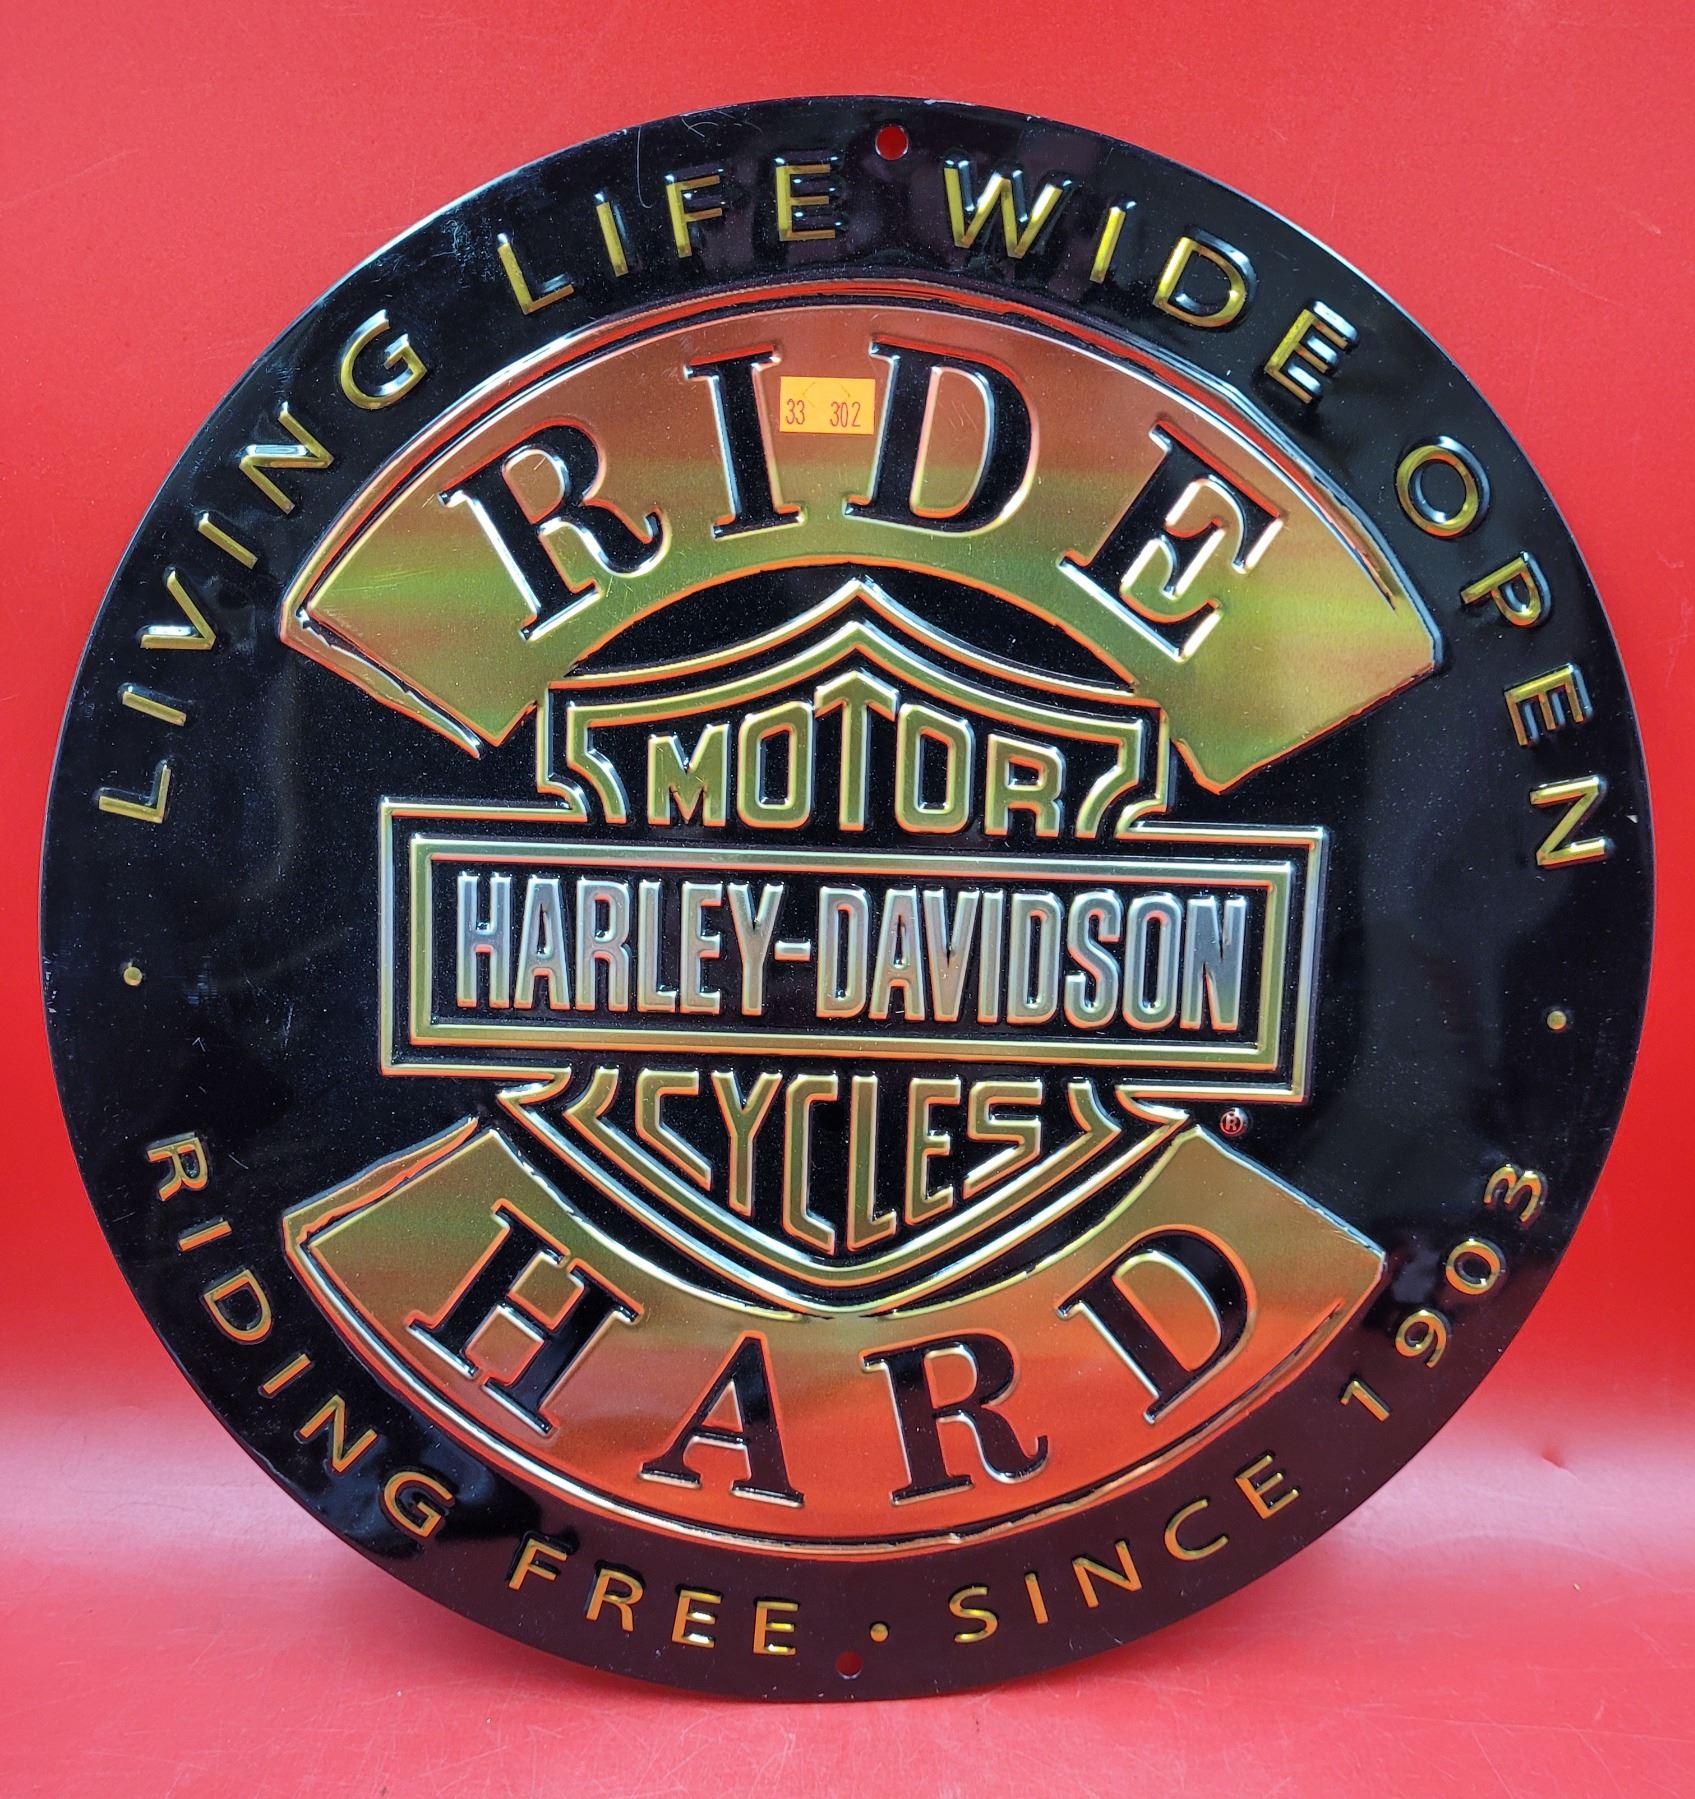 LIVING LIFE WIDE OPEN
RIDE
33 302
MOTOR
HARLEY-DAVIDSON
CYCLES
®
HARD
• RIDING FREE • SINCE 1903 •